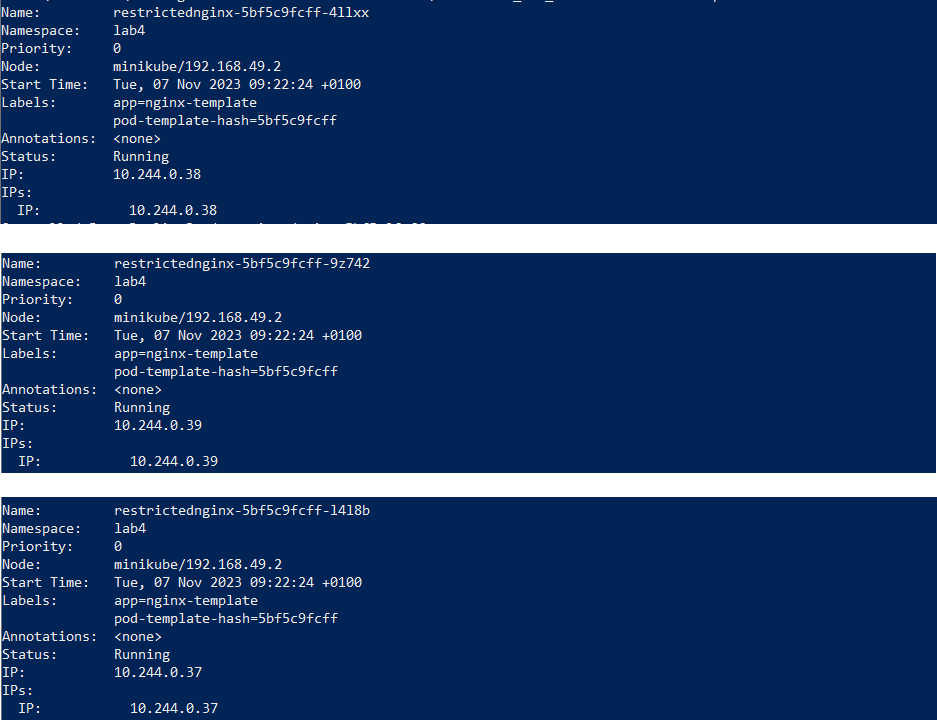 Name: restrictednginx-5bf5c9fcff-4llxx
Namespace: lab4
Priority: 0
Node: minikube/192.168.49.2
Start Time: Tue, 07 Nov 2023 09:22:24 +0100
Labels: app=nginx-template
pod-template-hash=5bf5c9fcff
Annotations: <none>
Status: Running
IP: 10.244.0.38
IPs:
IP: 10.244.0.38
Name: restrictednginx-5bf5c9fcff-9z742
Namespace: lab4
Priority: 0
Node: minikube/192.168.49.2
Start Time: Tue, 07 Nov 2023 09:22:24 +0100
Labels: app=nginx-template
pod-template-hash=5bf5c9fcff
Annotations: <none>
Status: Running
IP: 10.244.0.39
IPs:
IP: 10.244.0.39
Name: restrictednginx-5bf5c9fcff-l4l8b
Namespace: lab4
Priority: 0
Node: minikube/192.168.49.2
Start Time: Tue, 07 Nov 2023 09:22:24 +0100
Labels: app=nginx-template
pod-template-hash=5bf5c9fcff
Annotations: <none>
Status: Running
IP: 10.244.0.37
IPs:
IP: 10.244.0.37